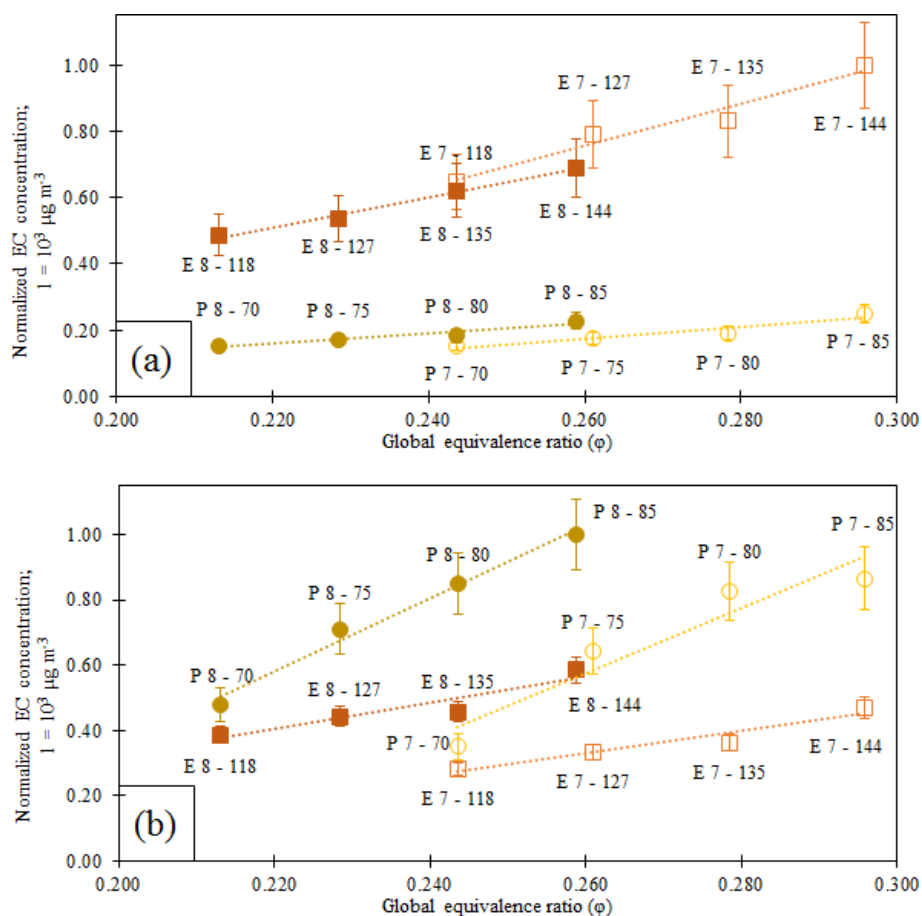 Normalized EC concentration;
1 = 10³ µg m⁻³
1.00
0.80
0.60
0.40
0.20
0.00
E 7 - 135
E 7 - 127
E 7 - 144
E 7 - 118
E 8 - 144
E 8 - 135
E 8 - 127
E 8 - 118
P 8 - 70
P 8 - 75
P 8 - 80
P 8 - 85
P 7 - 70
P 7 - 75
P 7 - 80
P 7 - 85
(a)
0.200
0.220
0.240
0.260
0.280
0.300
Global equivalence ratio (φ)
Normalized EC concentration;
1 = 10³ µg m⁻³
1.00
0.80
0.60
0.40
0.20
0.00
P 8 - 85
P 7 - 85
P 8 - 80
P 7 - 80
P 8 - 75
P 7 - 75
P 8 - 70
E 8 - 127
E 8 - 135
E 8 - 144
P 7 - 70
E 7 - 144
E 8 - 118
E 7 - 118
E 7 - 127
E 7 - 135
(b)
0.200
0.220
0.240
0.260
0.280
0.300
Global equivalence ratio (φ)